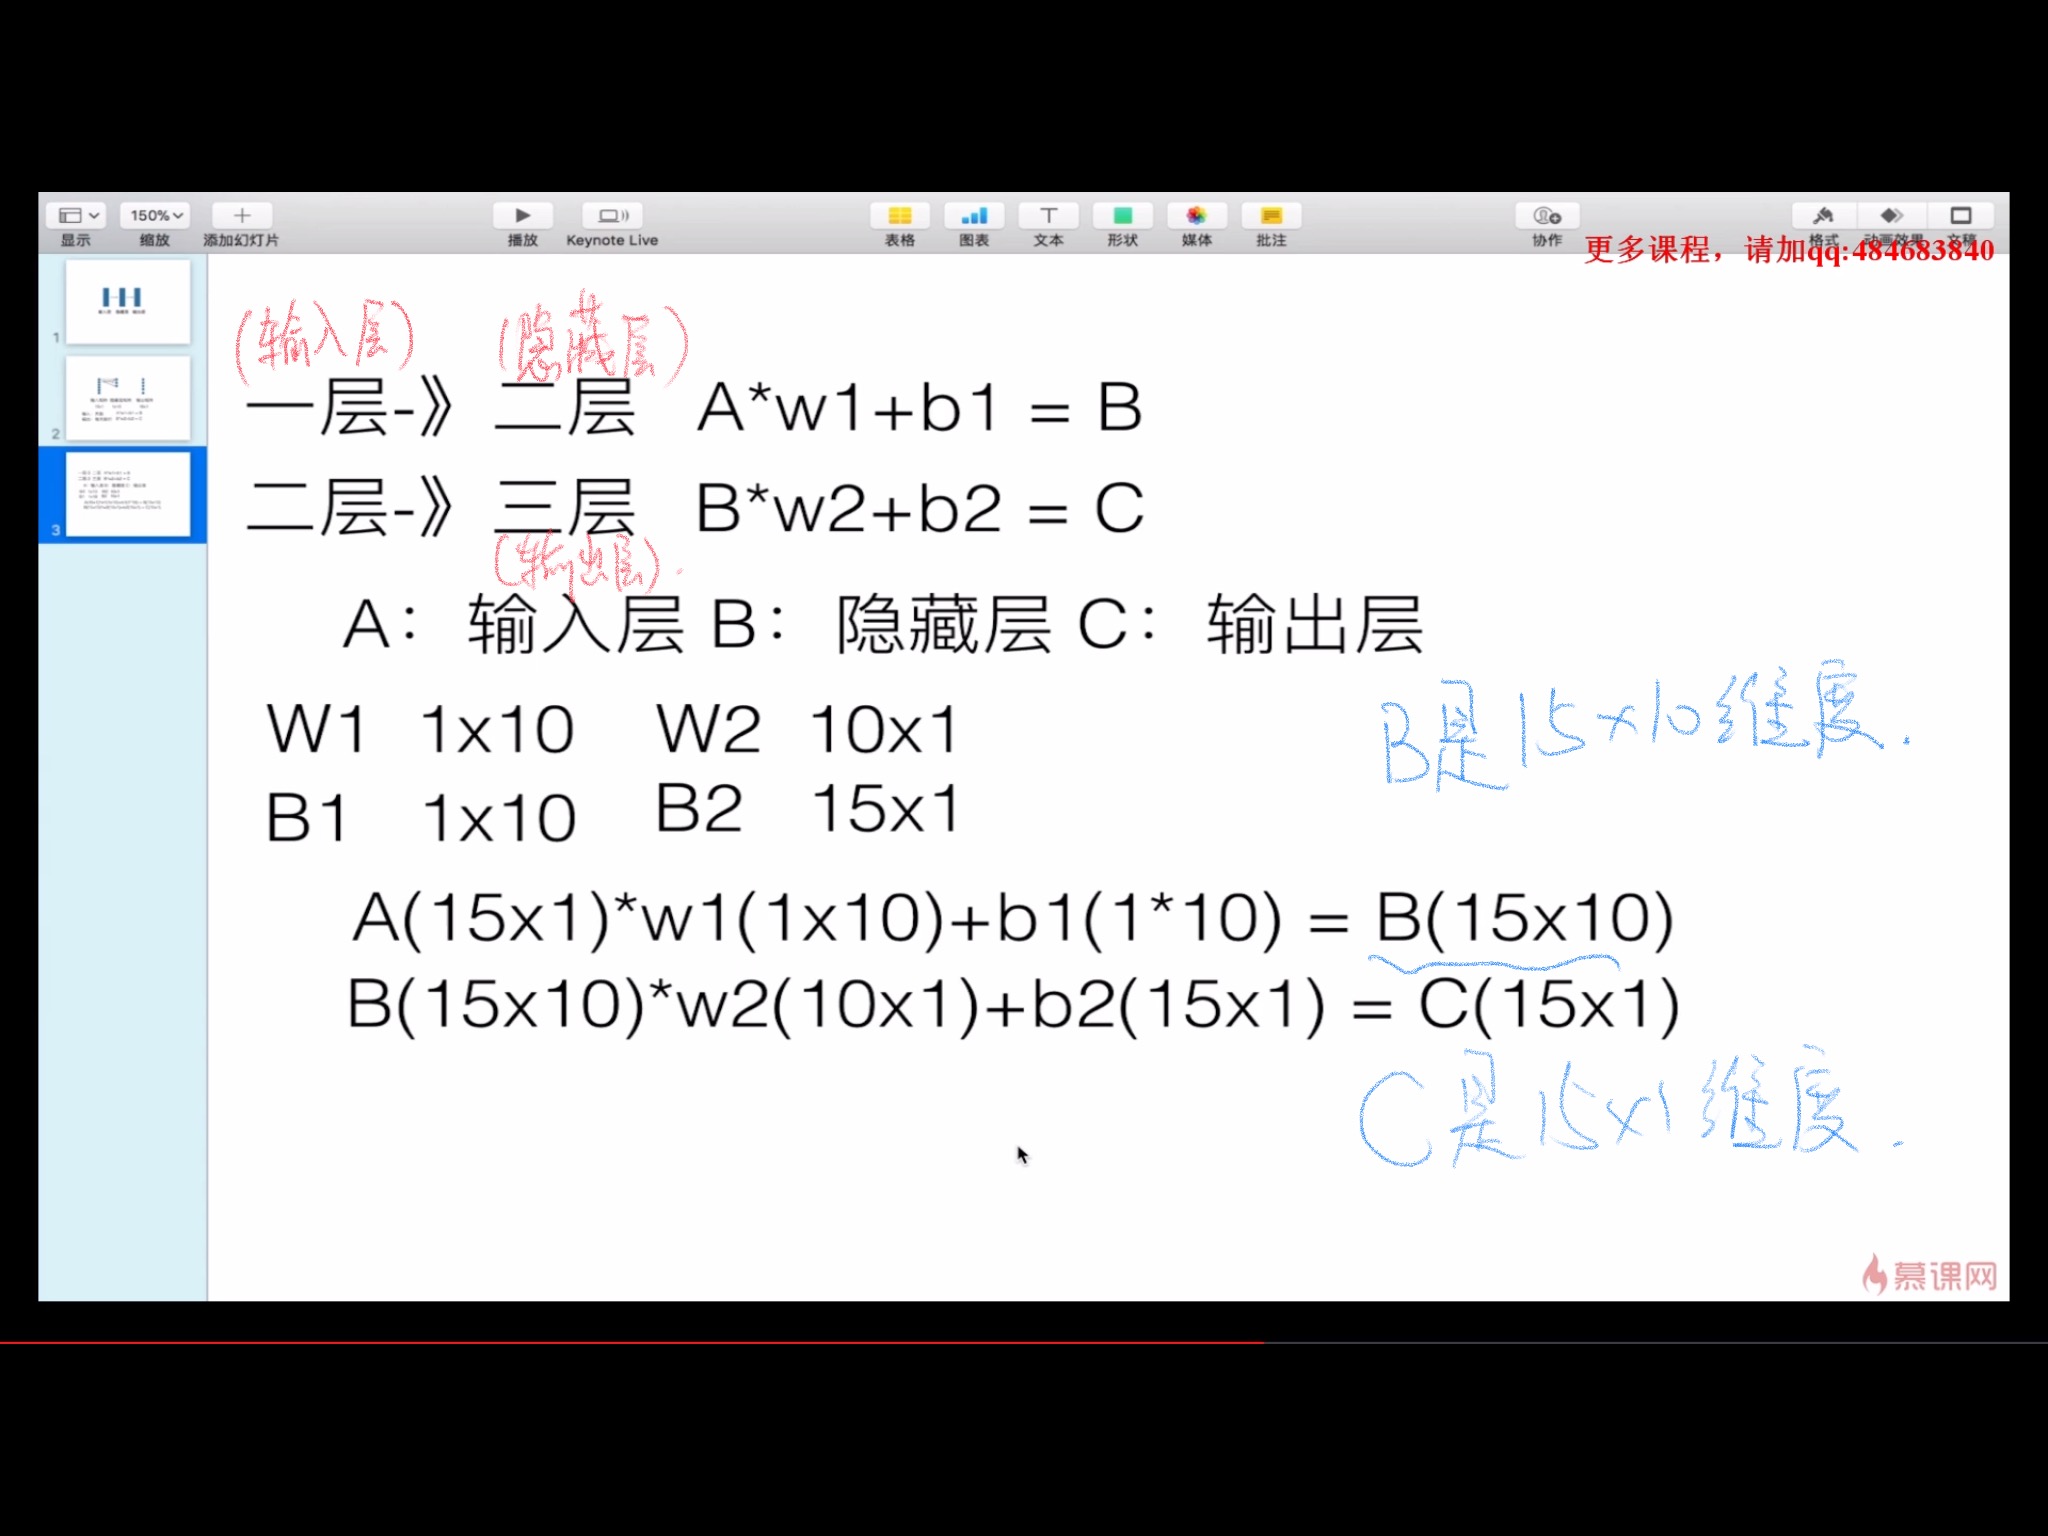 150%
显示 缩放 添加幻灯片 播放 Keynote Live 表格 图表 文本 形状 媒体 批注 协作 格式 动画效果 文稿
更多课程，请加qq:484683840
1
2
3
(输入层) (隐藏层)
一层-》 二层 A*w1+b1 = B
二层-》 三层 B*w2+b2 = C
(输出层).
A： 输入层 B： 隐藏层 C： 输出层
B是15x10维度.
W1 1x10 W2 10x1
B1 1x10 B2 15x1
A(15x1)*w1(1x10)+b1(1*10) = B(15x10)
B(15x10)*w2(10x1)+b2(15x1) = C(15x1)
C是15x1维度.
慕课网